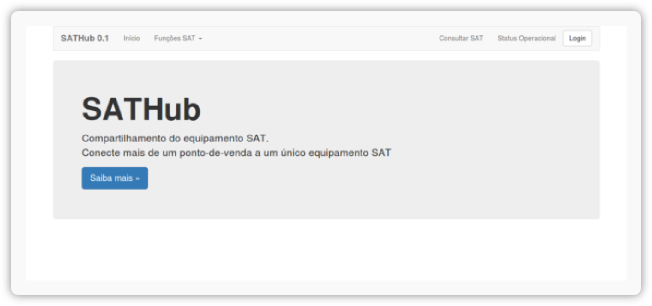 SATHub 0.1 Início Funções SAT Consultar SAT Status Operacional Login
SATHub
Compartilhamento do equipamento SAT.
Conecte mais de um ponto-de-venda a um único equipamento SAT
Saiba mais »